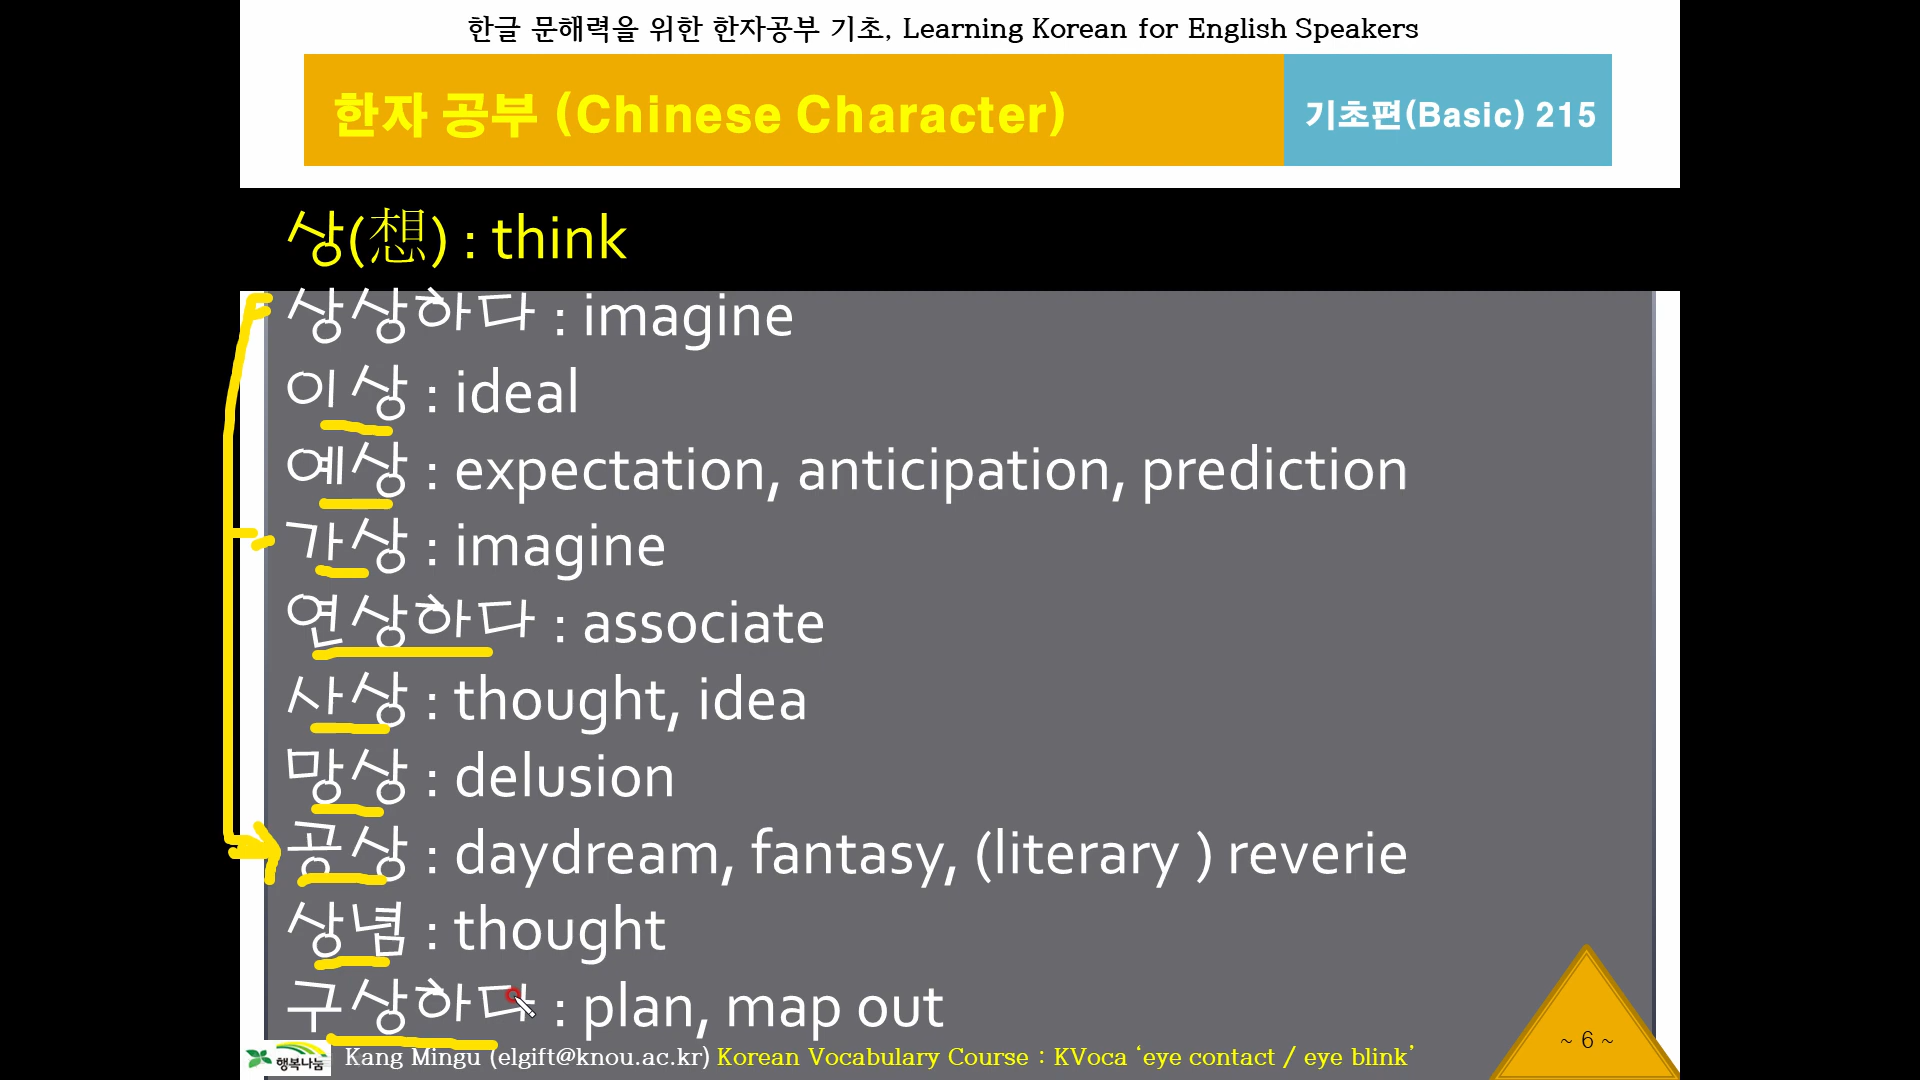 한글 문해력을 위한 한자공부 기초, Learning Korean for English Speakers
한자 공부 (Chinese Character)
기초편(Basic) 215
상(想) : think
상상하다 : imagine
이상 : ideal
예상 : expectation, anticipation, prediction
가상 : imagine
연상하다 : associate
사상 : thought, idea
망상 : delusion
공상 : daydream, fantasy, (literary ) reverie
상념 : thought
구상하다 : plan, map out
~ 6 ~
행복나눔
Kang Mingu (elgift@knou.ac.kr) Korean Vocabulary Course : KVoca ‘eye contact / eye blink’